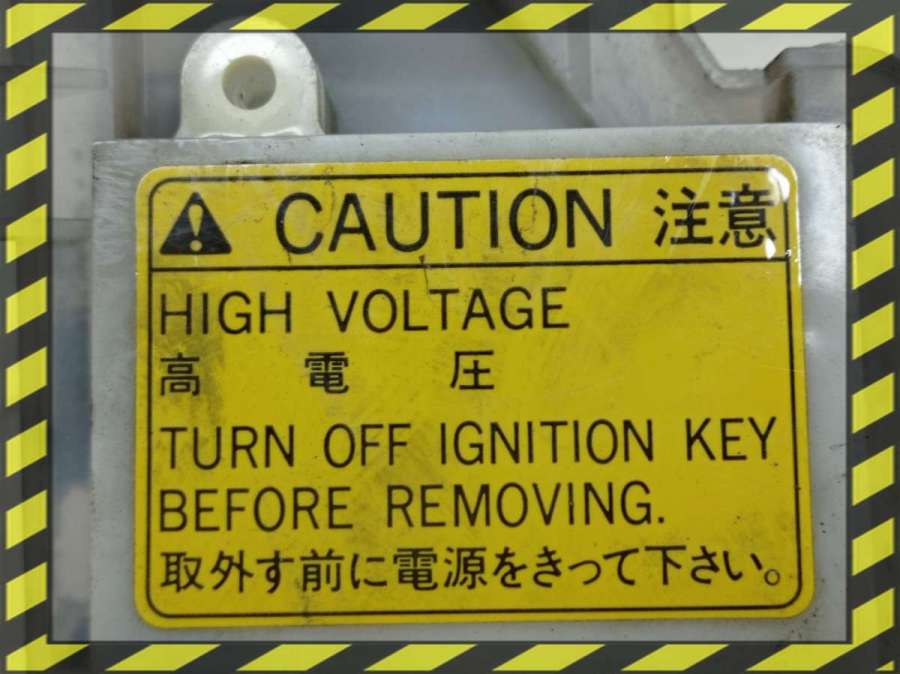 CAUTION 注意
HIGH VOLTAGE
高電圧
TURN OFF IGNITION KEY
BEFORE REMOVING.
取外す前に電源をきって下さい。